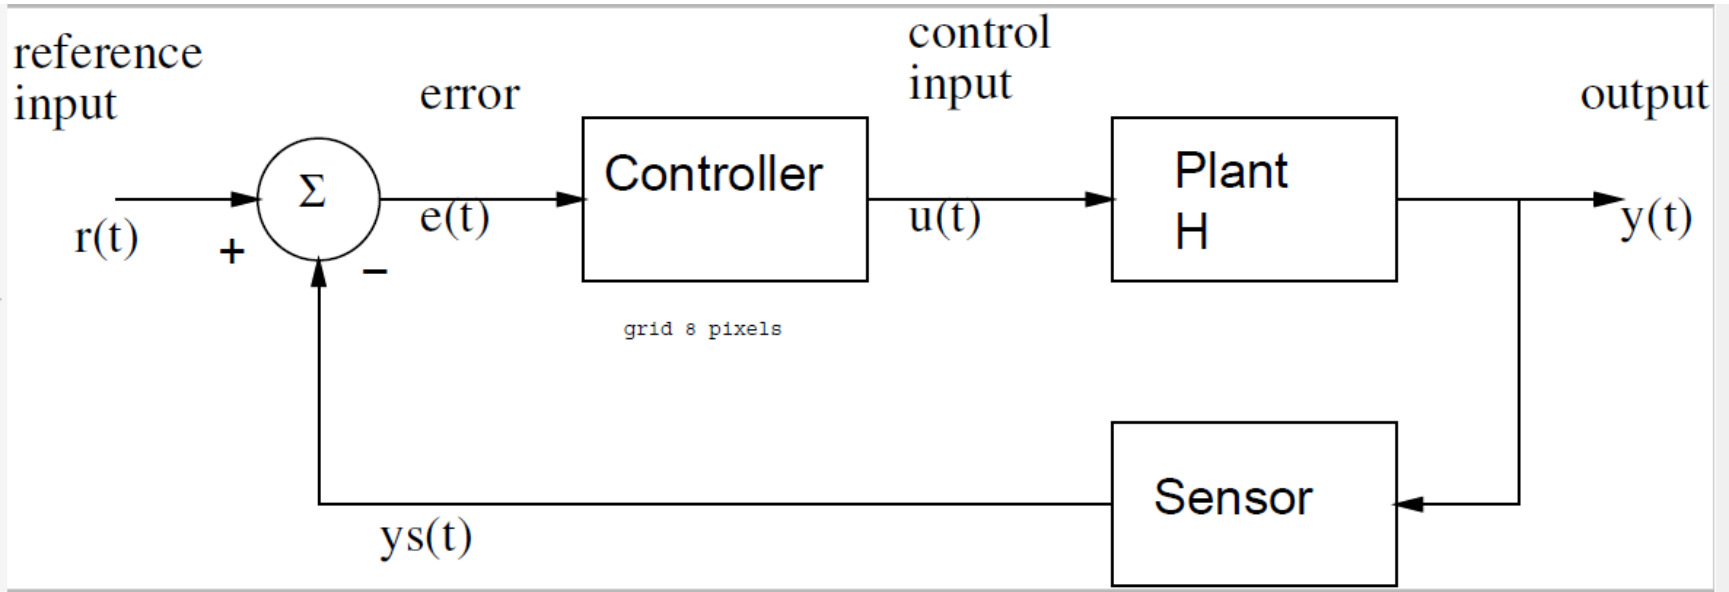 reference
input
r(t)
+
Σ
−
error
e(t)
Controller
grid 8 pixels
control
input
u(t)
Plant
H
output
y(t)
Sensor
ys(t)